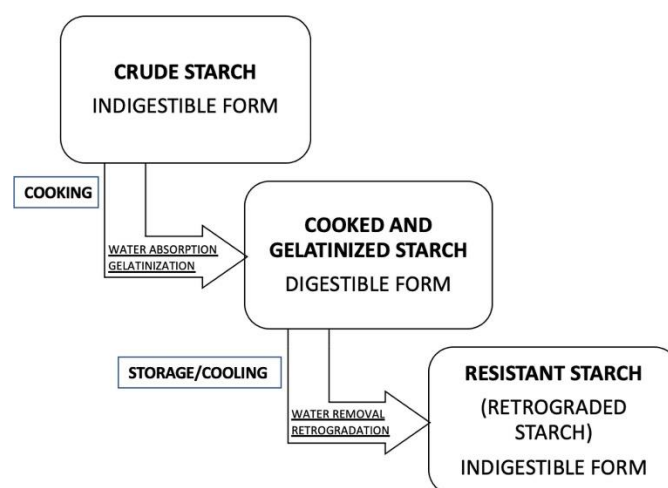 CRUDE STARCH
INDIGESTIBLE FORM
COOKING
WATER ABSORPTION
GELATINIZATION
COOKED AND
GELATINIZED STARCH
DIGESTIBLE FORM
STORAGE/COOLING
WATER REMOVAL
RETROGRADATION
RESISTANT STARCH
(RETROGRADED
STARCH)
INDIGESTIBLE FORM